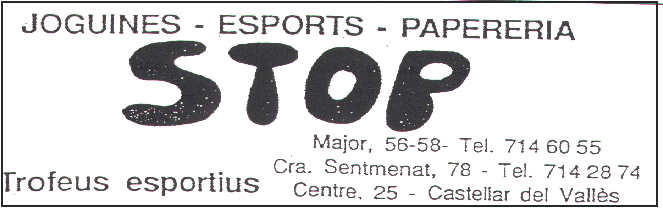 JOGUINES - ESPORTS - PAPERERIA
STOP
Major, 56-58- Tel. 714 60 55
Cra. Sentmenat, 78 - Tel. 714 28 74
Trofeus esportius
Centre, 25 - Castellar del Vallès